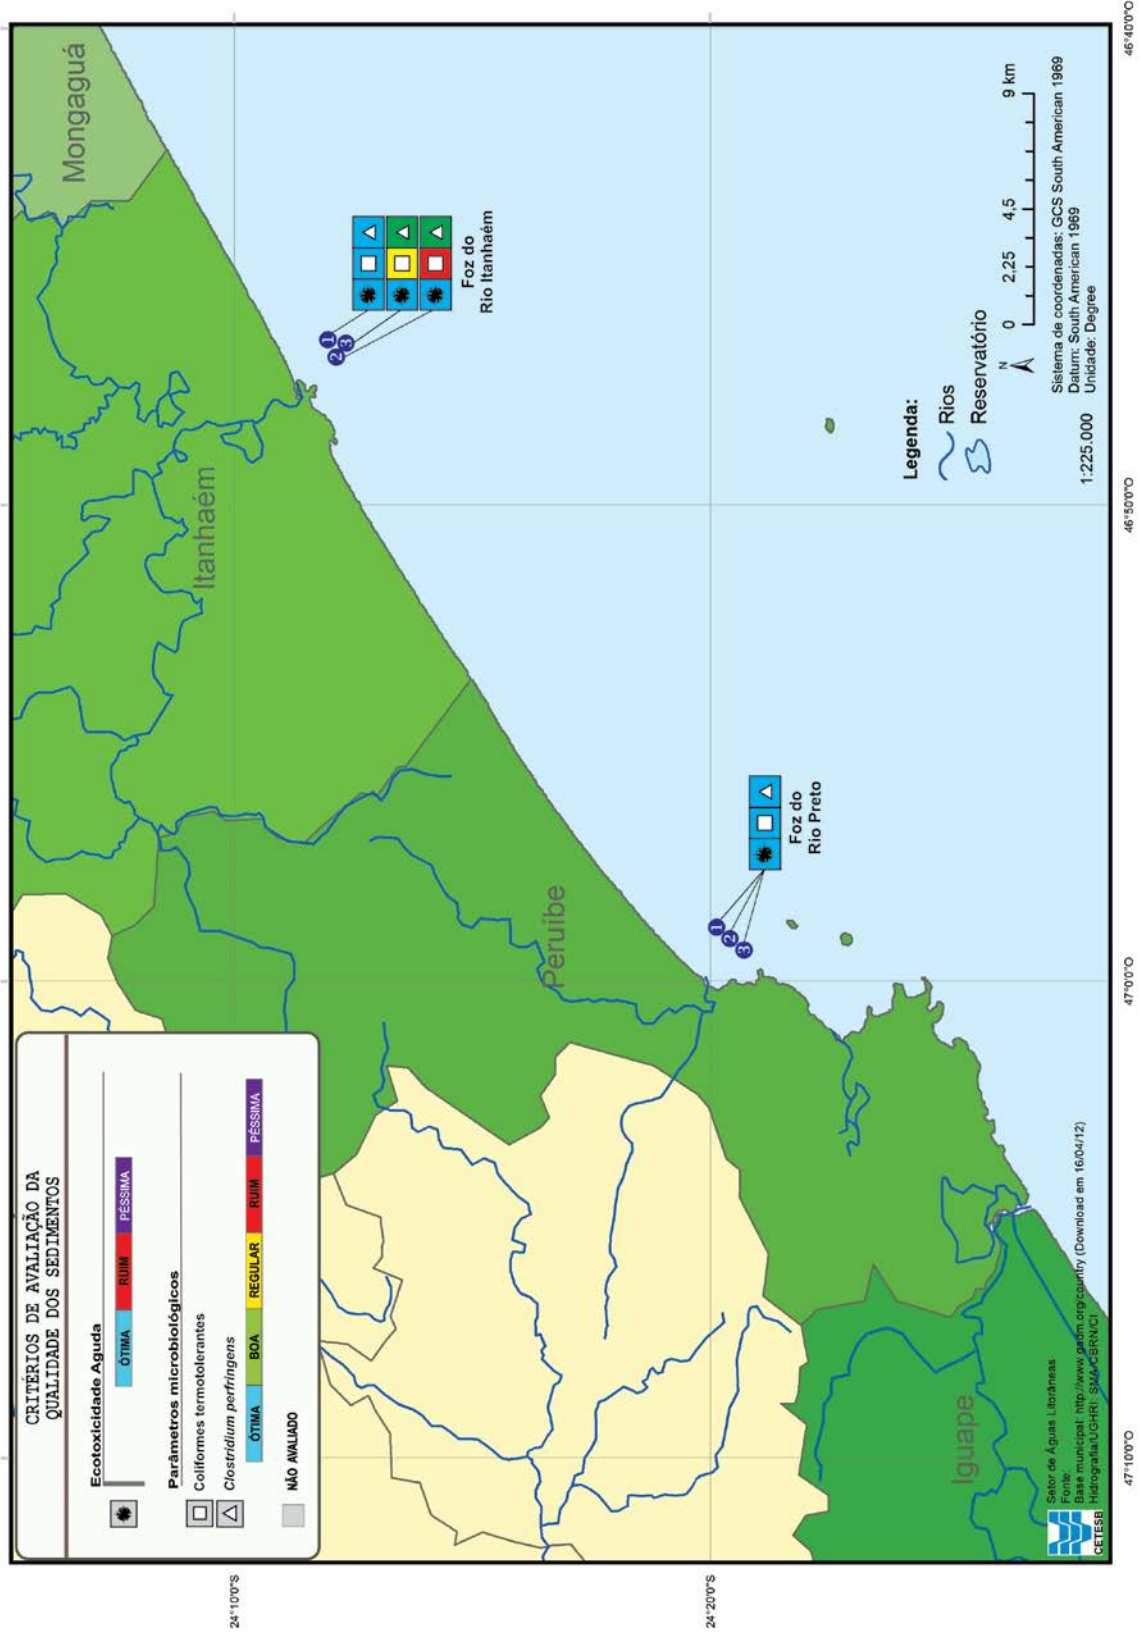 CRITÉRIOS DE AVALIAÇÃO DA
QUALIDADE DOS SEDIMENTOS
Ecotoxicidade Aguda
ÓTIMA RUIM PÉSSIMA
Parâmetros microbiológicos
Coliformes termotolerantes
Clostridium perfringens
ÓTIMA BOA REGULAR RUIM PÉSSIMA
NÃO AVALIADO
Mongaguá
Itanhaém
Peruíbe
Iguape
1
2
3
Foz do
Rio Itanhaém
1
2
3
Foz do
Rio Preto
Legenda:
Rios
Reservatório
N
0 2,25 4,5 9 km
1:225.000
Sistema de coordenadas: GCS South American 1969
Datum: South American 1969
Unidade: Degree
CETESB
Setor de Águas Litorâneas
Fonte:
Base municipal: http://www.gadm.org/country (Download em 16/04/12)
Hidrografia/UGHRI: SMA/CBRN/CI
24°10'0"S
24°20'0"S
47°10'0"O
47°0'0"O
46°50'0"O
46°40'0"O